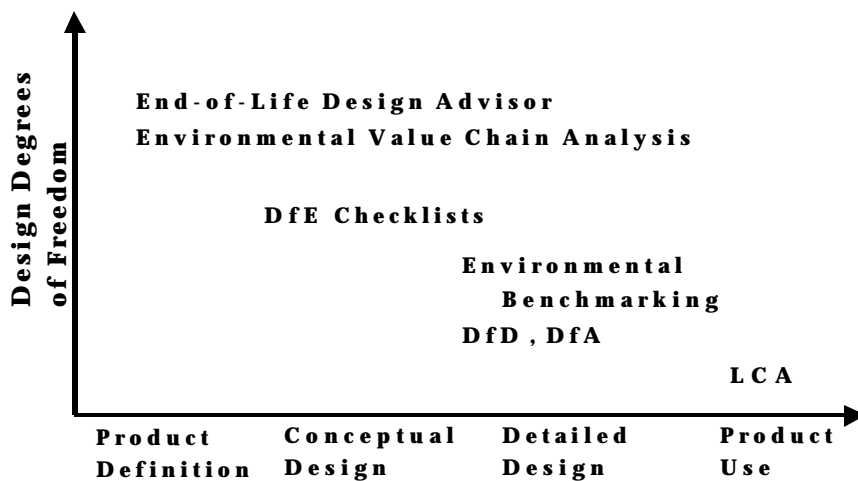 Design Degrees
of Freedom
End-of-Life Design Advisor
Environmental Value Chain Analysis
DfE Checklists
Environmental
Benchmarking
DfD , DfA
LCA
Product
Definition
Conceptual
Design
Detailed
Design
Product
Use